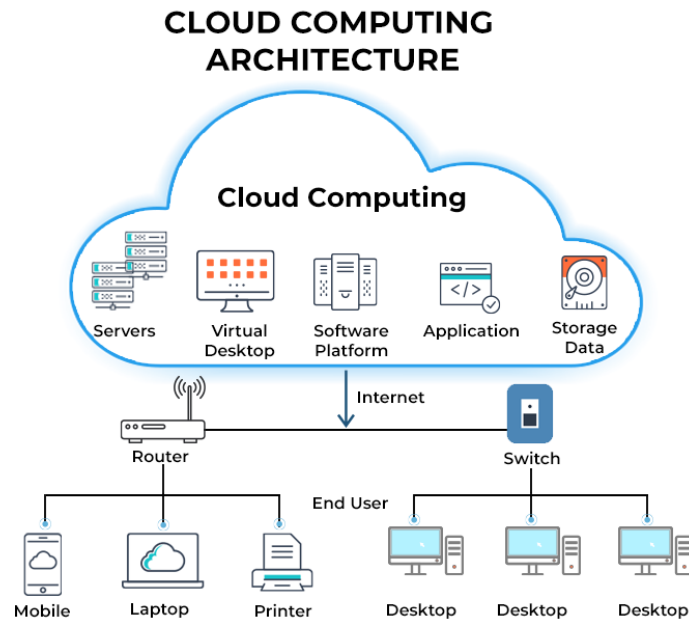 CLOUD COMPUTING
ARCHITECTURE
Cloud Computing
Servers
Virtual
Desktop
Software
Platform
Application
Storage
Data
Internet
Router
Switch
End User
Mobile
Laptop
Printer
Desktop
Desktop
Desktop